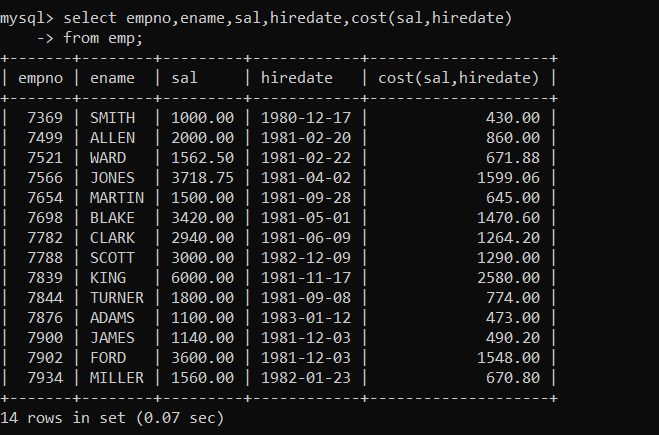 mysql> select empno,ename,sal,hiredate,cost(sal,hiredate)
    -> from emp;
+-------+--------+---------+------------+--------------------+
| empno | ename  | sal     | hiredate   | cost(sal,hiredate) |
+-------+--------+---------+------------+--------------------+
|  7369 | SMITH  | 1000.00 | 1980-12-17 |             430.00 |
|  7499 | ALLEN  | 2000.00 | 1981-02-20 |             860.00 |
|  7521 | WARD   | 1562.50 | 1981-02-22 |             671.88 |
|  7566 | JONES  | 3718.75 | 1981-04-02 |            1599.06 |
|  7654 | MARTIN | 1500.00 | 1981-09-28 |             645.00 |
|  7698 | BLAKE  | 3420.00 | 1981-05-01 |            1470.60 |
|  7782 | CLARK  | 2940.00 | 1981-06-09 |            1264.20 |
|  7788 | SCOTT  | 3000.00 | 1982-12-09 |            1290.00 |
|  7839 | KING   | 6000.00 | 1981-11-17 |            2580.00 |
|  7844 | TURNER | 1800.00 | 1981-09-08 |             774.00 |
|  7876 | ADAMS  | 1100.00 | 1983-01-12 |             473.00 |
|  7900 | JAMES  | 1140.00 | 1981-12-03 |             490.20 |
|  7902 | FORD   | 3600.00 | 1981-12-03 |            1548.00 |
|  7934 | MILLER | 1560.00 | 1982-01-23 |             670.80 |
+-------+--------+---------+------------+--------------------+
14 rows in set (0.07 sec)